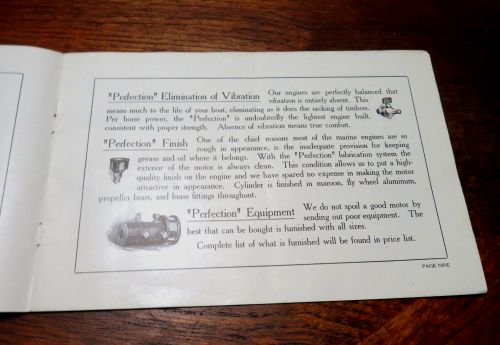 "Perfection" Elimination of Vibration Our engines are perfectly balanced that
vibration is entirely absent. This
means much to the life of your boat, eliminating as it does the racking of timbers.
Per horse power, the "Perfection" is undoubtedly the lightest engine built,
consistent with proper strength. Absence of vibration means true comfort.
"Perfection" Finish One of the chief reasons most of the marine engines are so
rough in appearance, is the inadequate provision for keeping
grease and oil where it belongs. With the "Perfection" lubrication system the
exterior of the motor is always clean. This condition allows us to put a high-
quality finish on the engine and we have spared no expense in making the motor
attractive in appearance. Cylinder is finished in maroon, fly wheel aluminum,
propeller brass, and brass fittings throughout.
"Perfection" Equipment We do not spoil a good motor by
sending out poor equipment. The
best that can be bought is furnished with all sizes.
Complete list of what is furnished will be found in price list.
PAGE NINE